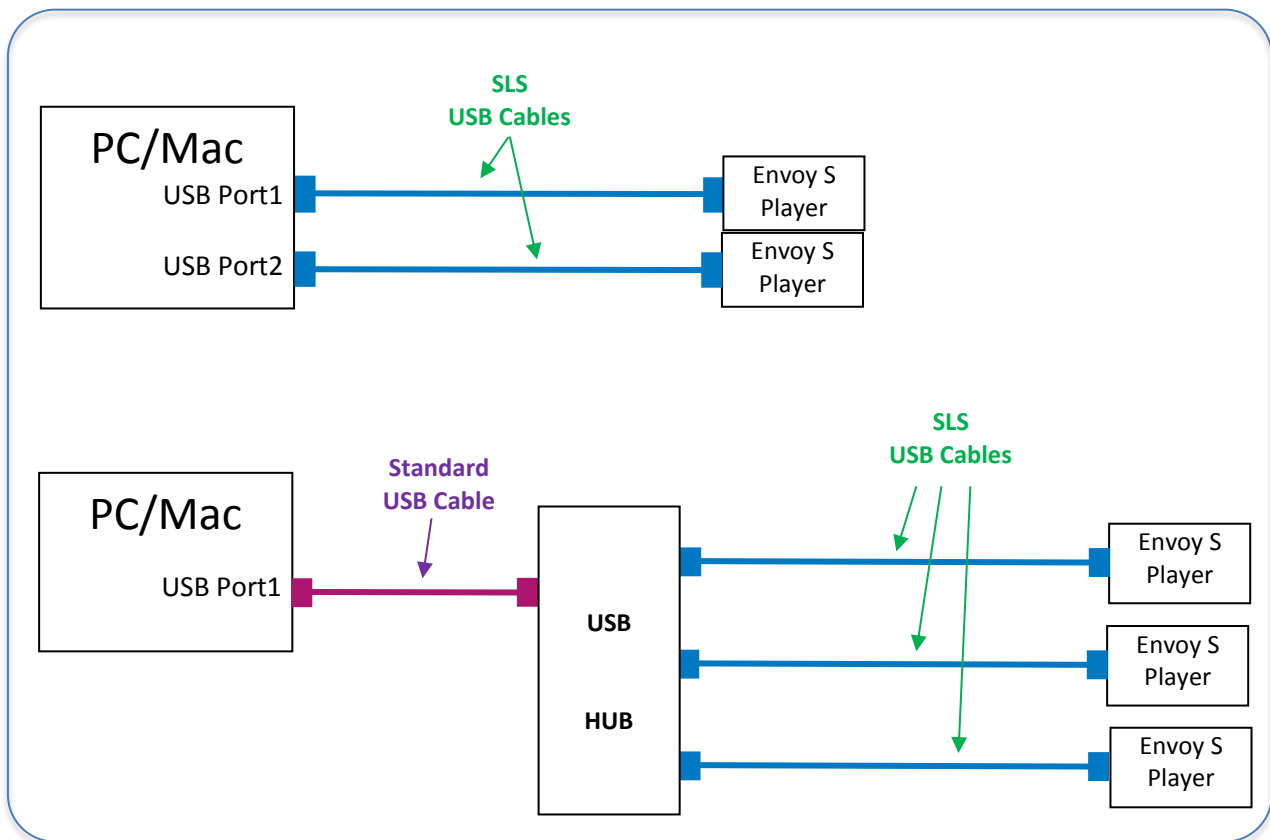 SLS
USB Cables
PC/Mac
USB Port1
USB Port2
Envoy S
Player
Envoy S
Player
SLS
USB Cables
Standard
USB Cable
PC/Mac
USB Port1
USB
HUB
Envoy S
Player
Envoy S
Player
Envoy S
Player